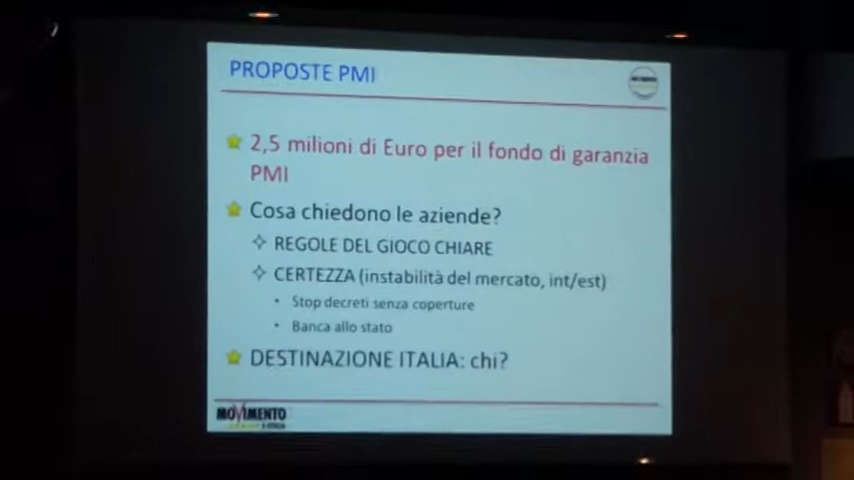 PROPOSTE PMI
MOVIMENTO
2,5 milioni di Euro per il fondo di garanzia
PMI
Cosa chiedono le aziende?
REGOLE DEL GIOCO CHIARE
CERTEZZA (instabilità del mercato, int/est)
• Stop decreti senza coperture
• Banca allo stato
DESTINAZIONE ITALIA: chi?
MOVIMENTO